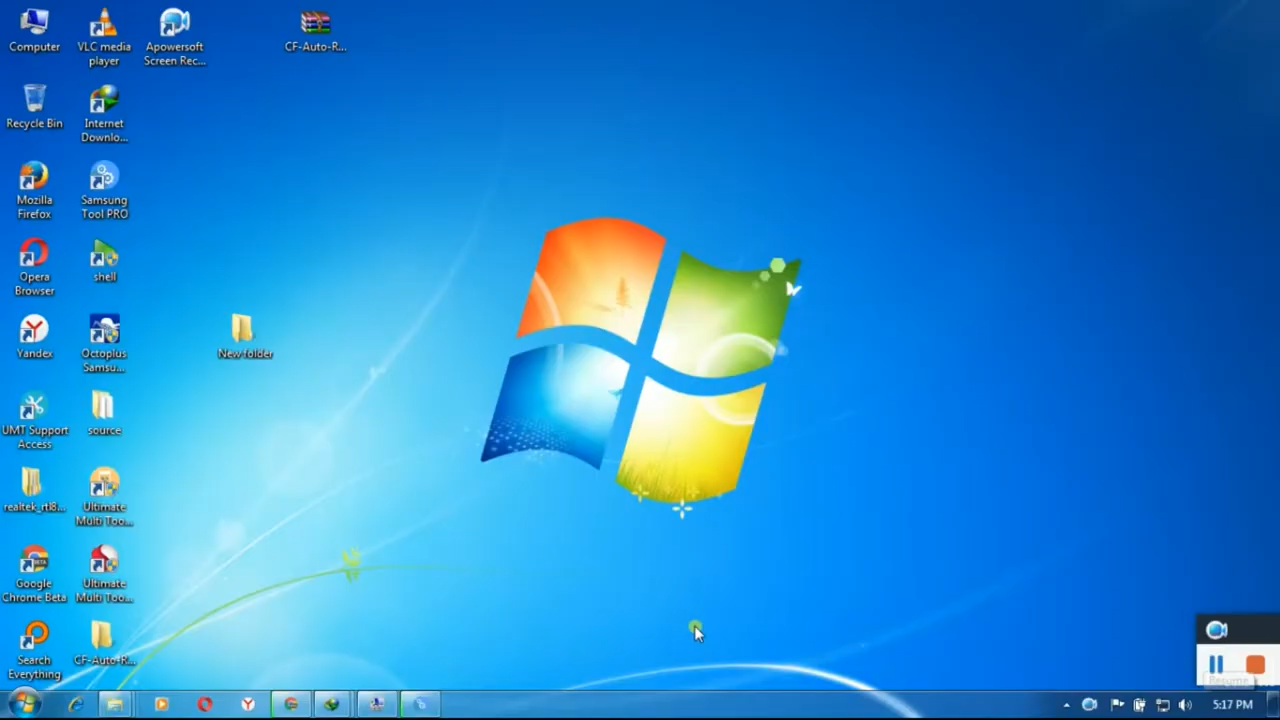 Computer
VLC media
player
Apowersoft
Screen Rec...
CF-Auto-R...
Recycle Bin
Internet
Downlo...
Mozilla
Firefox
Samsung
Tool PRO
Opera
Browser
shell
Yandex
Octoplus
Samsu...
New folder
UMT Support
Access
source
realtek_rtl8...
Ultimate
Multi Too...
Google
Chrome Beta
Ultimate
Multi Too...
Search
Everything
CF-Auto-R...
Resume
5:17 PM